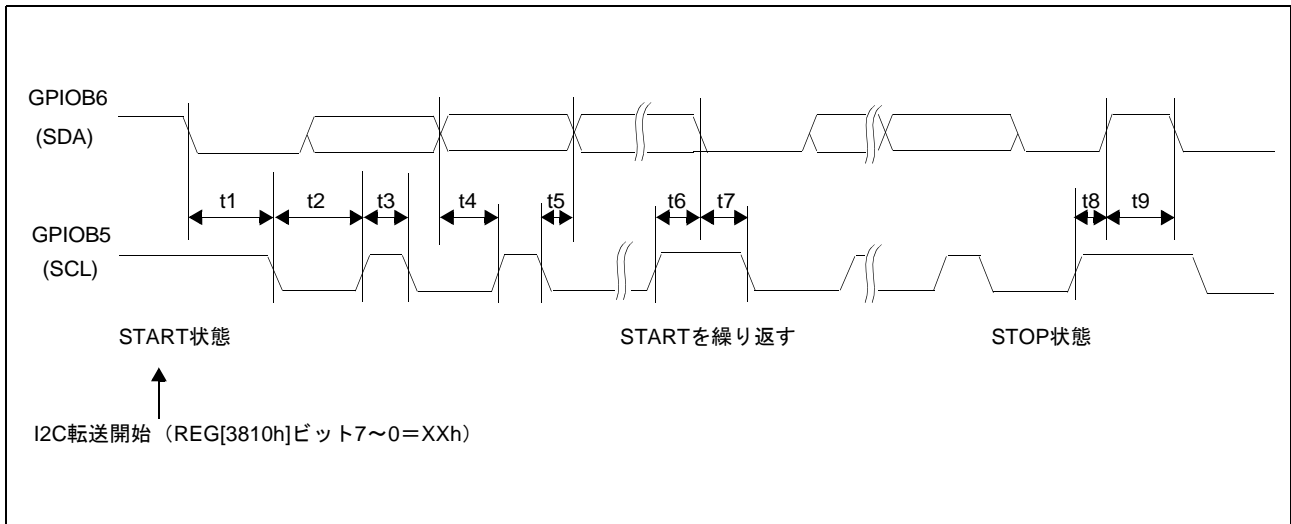 GPIOB6
(SDA)
t1
t2
t3
t4
t5
t6
t7
t8
t9
GPIOB5
(SCL)
START状態
STARTを繰り返す
STOP状態
I2C転送開始（REG[3810h]ビット7～0＝XXh）